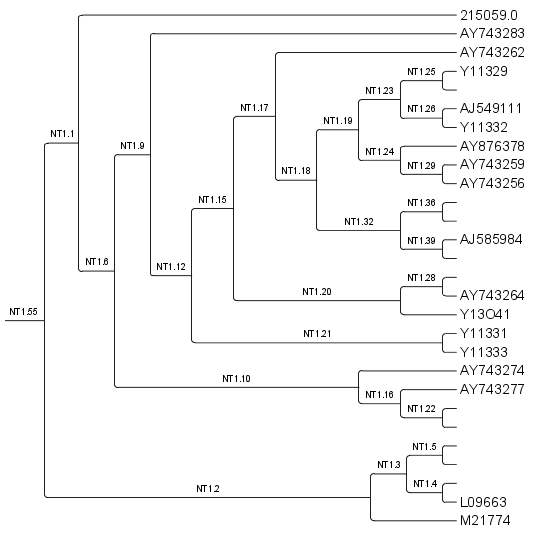 215059.0
AY743283
AY743262
NT1.25 Y11329
NT1.23
NT1.17 NT1.26 AJ549111
NT1.19 Y11332
NT1.1
NT1.9 NT1.24 AY876378
NT1.18 NT1.29 AY743259
AY743256
NT1.15 NT1.36
NT1.32
NT1.39 AJ585984
NT1.6 NT1.12
NT1.28
NT1.20 AY743264
NT1.55 Y13O41
NT1.21 Y11331
Y11333
AY743274
NT1.10
NT1.16 AY743277
NT1.22
NT1.5
NT1.3
NT1.4
NT1.2 L09663
M21774